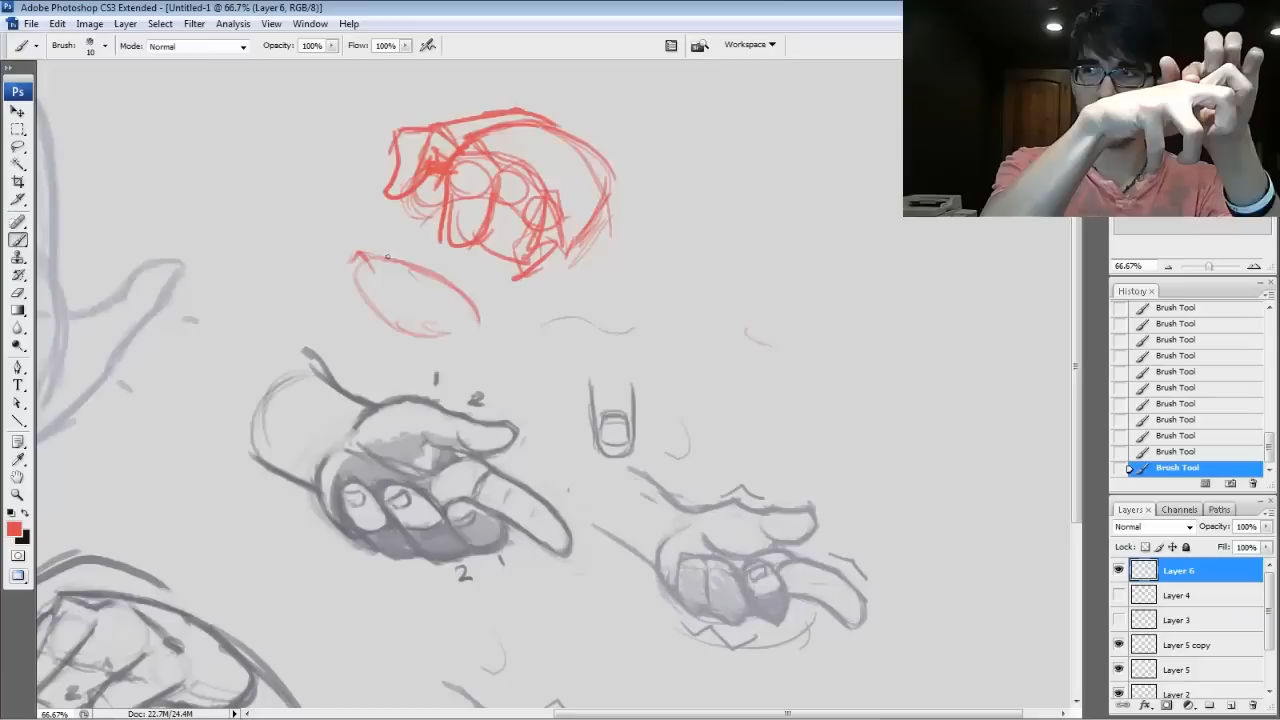 Ps Adobe Photoshop CS3 Extended - [Untitled-1 @ 66.7% (Layer 6, RGB/8)]
File Edit Image Layer Select Filter Analysis View Window Help
Brush: 10 Mode: Normal Opacity: 100% Flow: 100% Workspace
Ps
T
66.67%
History x
Brush Tool
Brush Tool
Brush Tool
Brush Tool
Brush Tool
Brush Tool
Brush Tool
Brush Tool
Brush Tool
Brush Tool
Brush Tool
1
2
2
2
Layers x Channels Paths
Normal Opacity: 100%
Lock: Fill: 100%
Layer 6
Layer 4
Layer 3
Layer 5 copy
Layer 5
Layer 2
66.67% Doc: 22.7M/24.4M